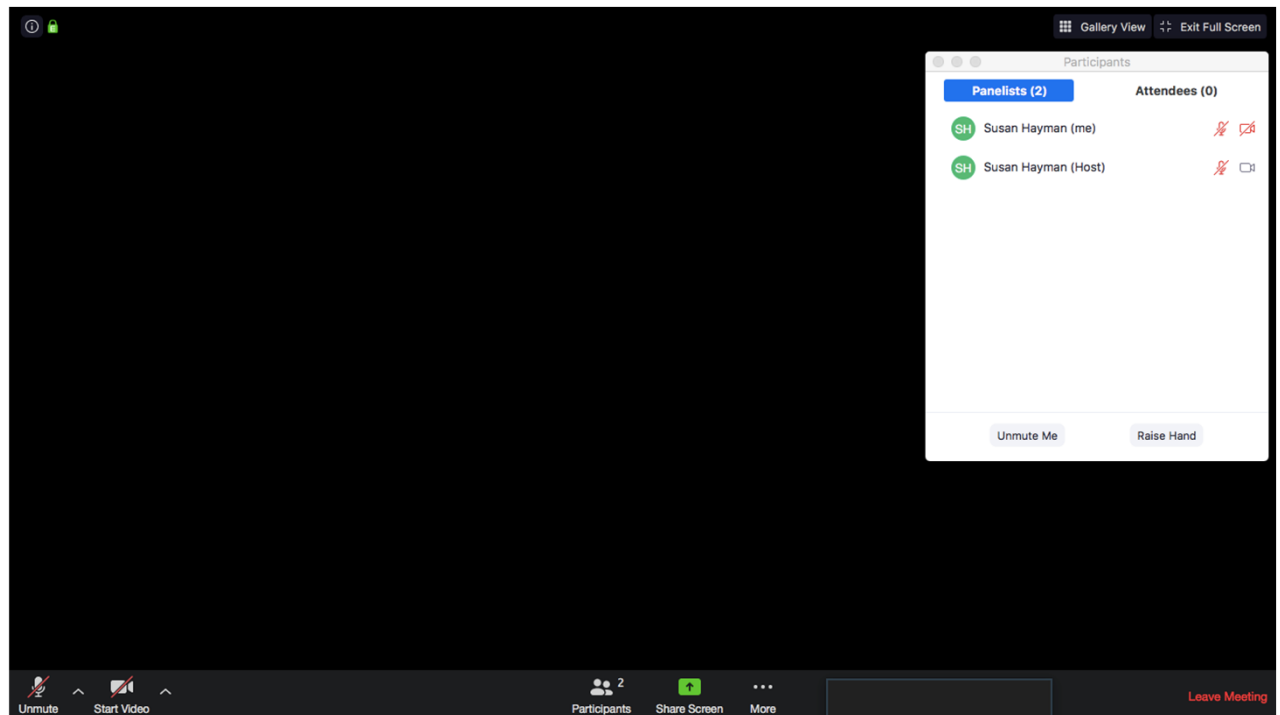 Gallery View Exit Full Screen
Participants
Panelists (2) Attendees (0)
SH Susan Hayman (me)
SH Susan Hayman (Host)
Unmute Me Raise Hand
2
Unmute Start Video Participants Share Screen More Leave Meeting